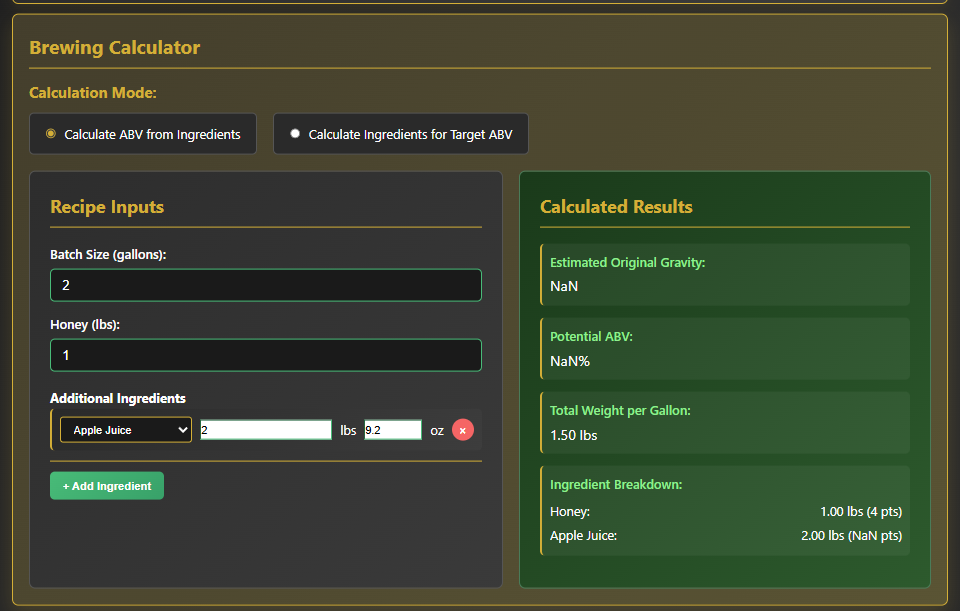 Brewing Calculator
Calculation Mode:
Calculate ABV from Ingredients
Calculate Ingredients for Target ABV
Recipe Inputs
Batch Size (gallons):
2
Honey (lbs):
1
Additional Ingredients
Apple Juice 2 lbs 9.2 oz ×
+ Add Ingredient
Calculated Results
Estimated Original Gravity:
NaN
Potential ABV:
NaN%
Total Weight per Gallon:
1.50 lbs
Ingredient Breakdown:
Honey: 1.00 lbs (4 pts)
Apple Juice: 2.00 lbs (NaN pts)